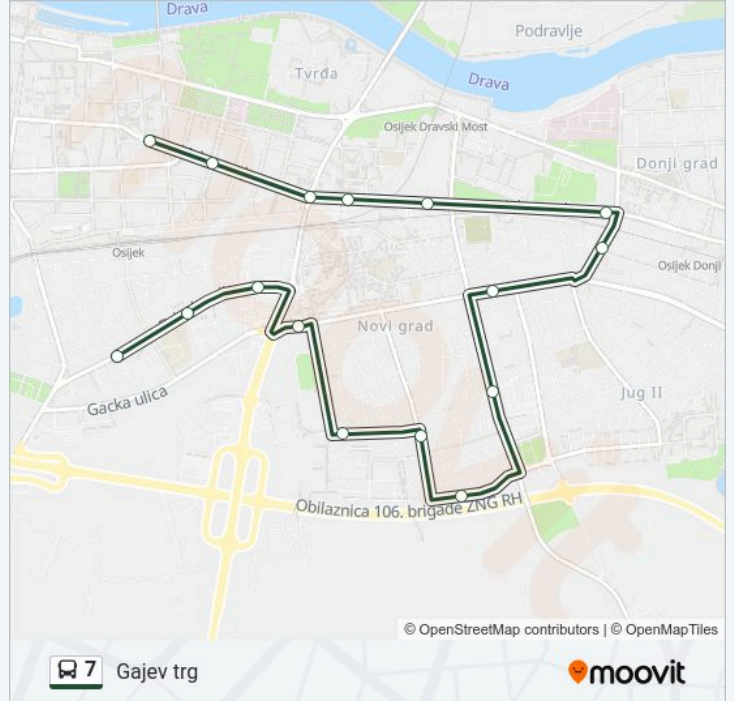 Drava
Podravlje
Tvrđa
Drava
Osijek Dravski Most
Donji grad
Osijek
Osijek Donji
Novi grad
Gacka ulica
Jug II
Obilaznica 106. brigade ZNG RH
© OpenStreetMap contributors | © OpenMapTiles
7 Gajev trg
moovit